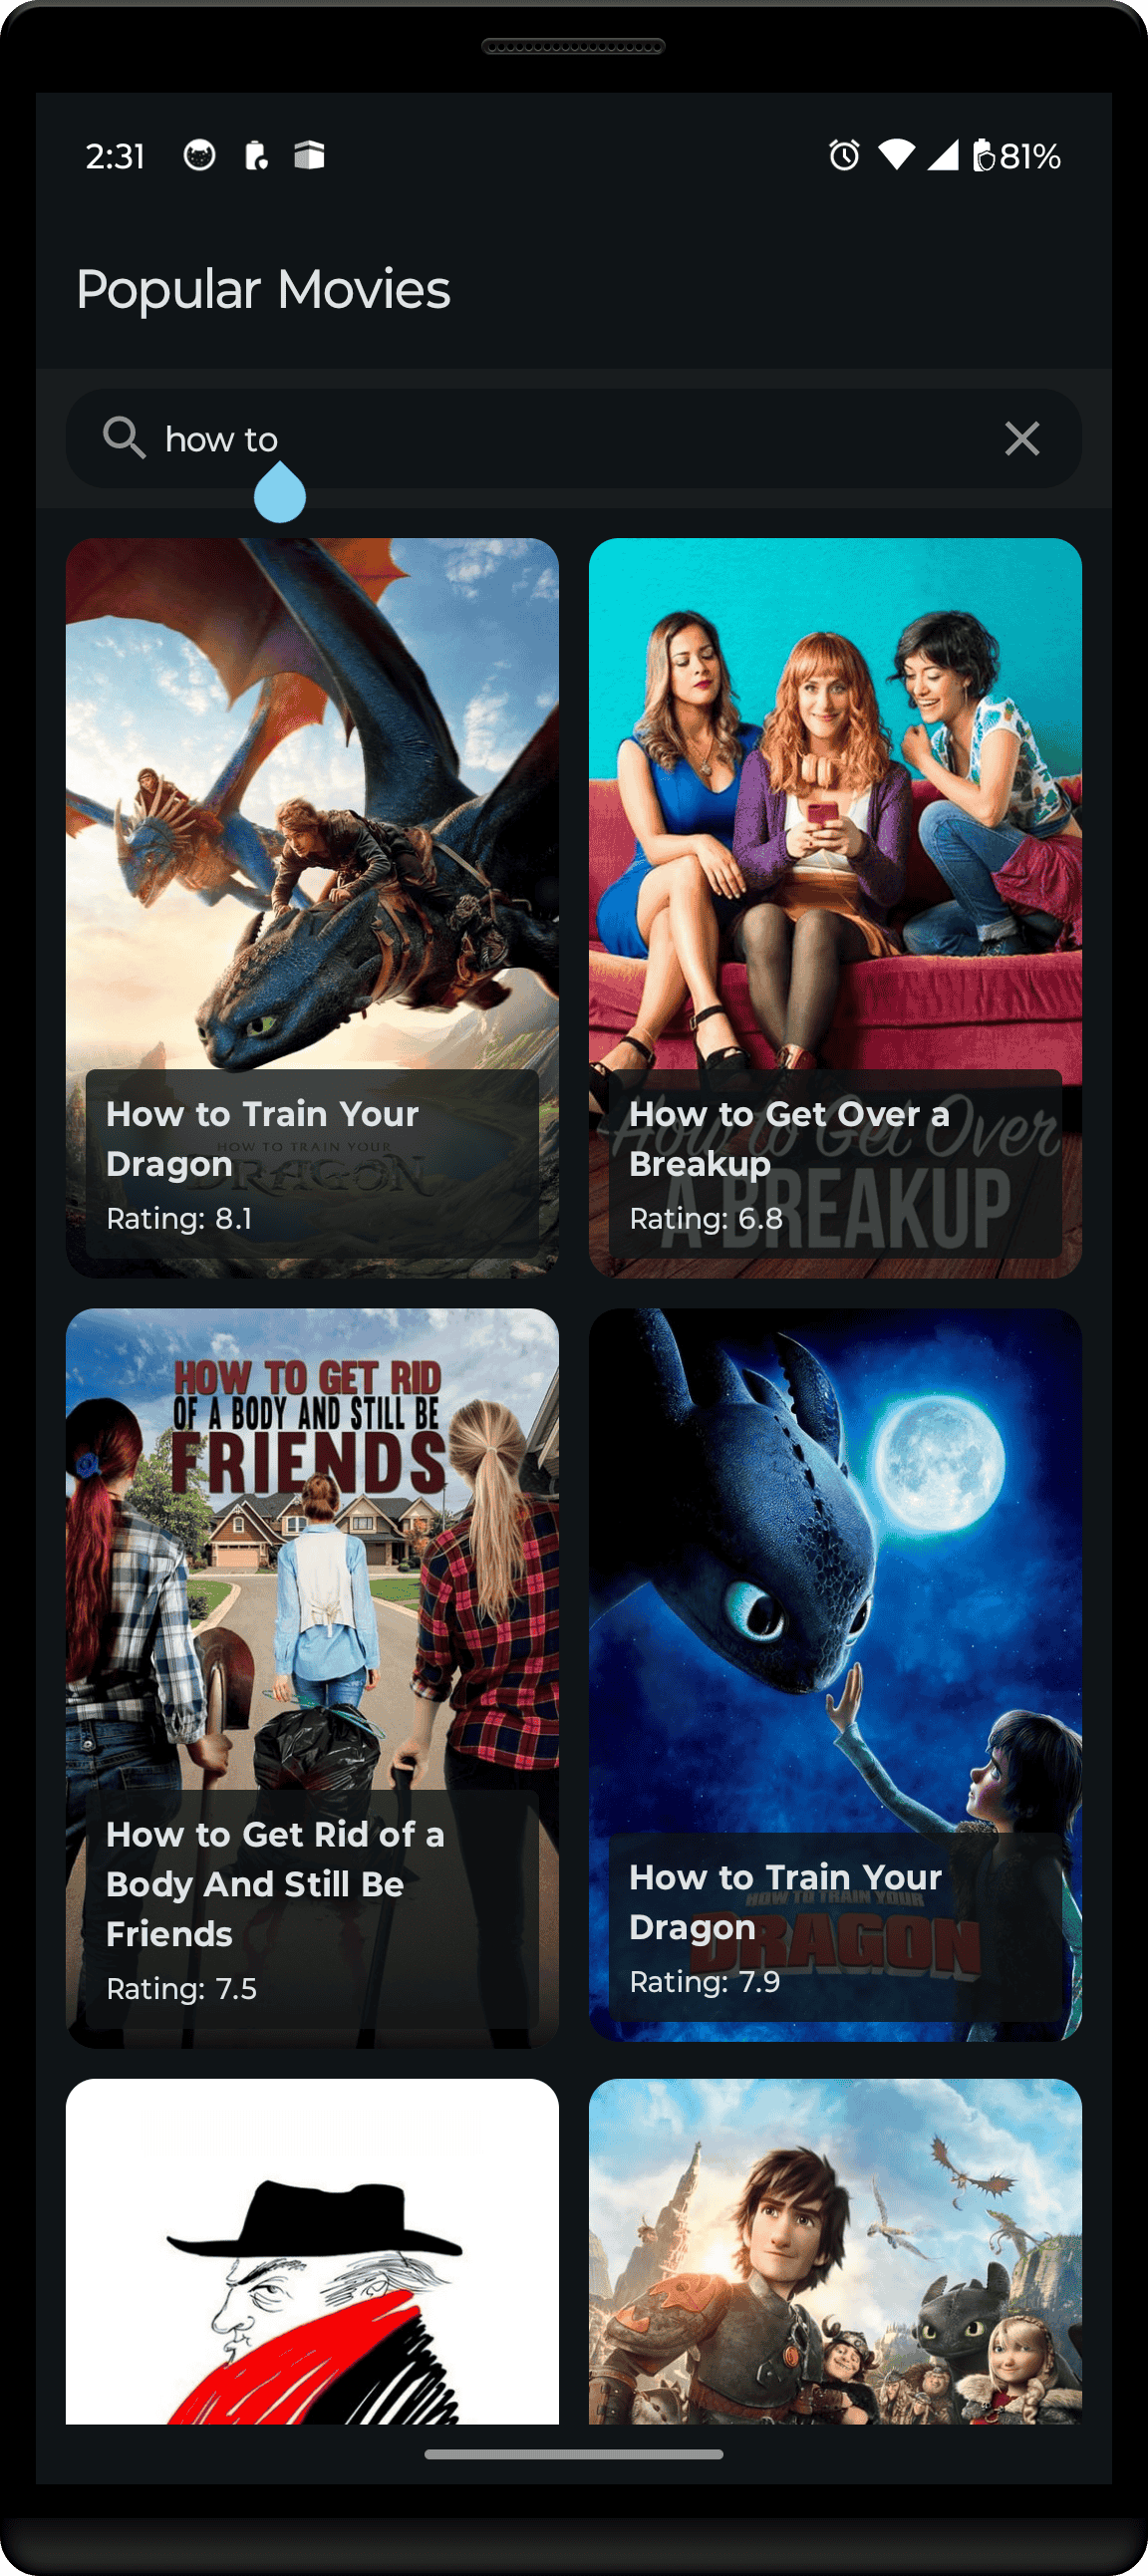 2:31
81%
Popular Movies
how to
How to Train Your
Dragon
HOW TO TRAIN YOUR
DRAGON
Rating: 8.1
How to Get Over a
Breakup
How to Get Over
A BREAKUP
Rating: 6.8
HOW TO GET RID
OF A BODY AND STILL BE
FRIENDS
How to Get Rid of a
Body And Still Be
Friends
Rating: 7.5
How to Train Your
Dragon
HOW TO TRAIN YOUR
DRAGON
Rating: 7.9